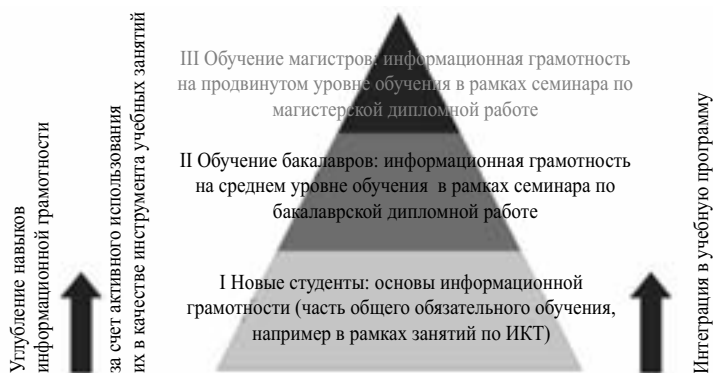 III Обучение магистров: информационная грамотность
на продвинутом уровне обучения в рамках семинара по
магистерской дипломной работе
II Обучение бакалавров: информационная грамотность
на среднем уровне обучения в рамках семинара по
бакалаврской дипломной работе
I Новые студенты: основы информационной
грамотности (часть общего обязательного обучения,
например в рамках занятий по ИКТ)
Углубление навыков
информационной грамотности
за счет активного использования
их в качестве инструмента учебных занятий
Интеграция в учебную программу